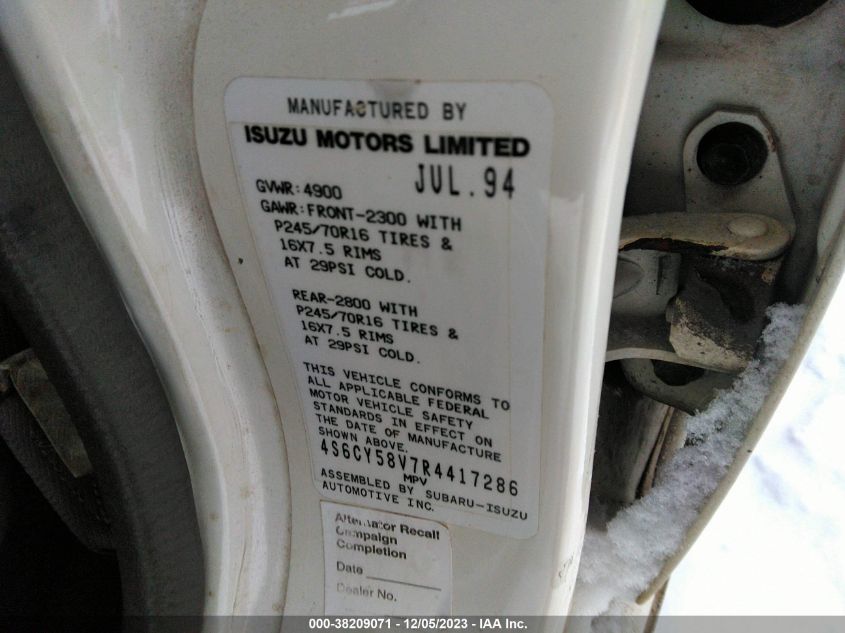 MANUFACTURED BY
ISUZU MOTORS LIMITED
JUL.94
GVWR:4900
GAWR:FRONT-2300 WITH
P245/70R16 TIRES &
16X7.5 RIMS
AT 29PSI COLD.
REAR-2800 WITH
P245/70R16 TIRES &
16X7.5 RIMS
AT 29PSI COLD.
THIS VEHICLE CONFORMS TO
ALL APPLICABLE FEDERAL
MOTOR VEHICLE SAFETY
STANDARDS IN EFFECT ON
THE DATE OF MANUFACTURE
SHOWN ABOVE.
4S6CY58V7R4417286
MPV
ASSEMBLED BY SUBARU-ISUZU
AUTOMOTIVE INC.
Alternator Recall
Campaign
Completion
Date
Dealer No.
000-38209071 - 12/05/2023 - IAA Inc.